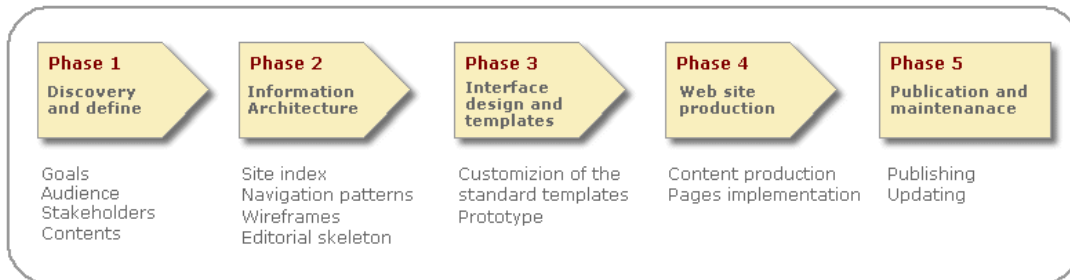 Phase 1
Discovery
and define
Goals
Audience
Stakeholders
Contents
Phase 2
Information
Architecture
Site index
Navigation patterns
Wireframes
Editorial skeleton
Phase 3
Interface
design and
templates
Customizion of the
standard templates
Prototype
Phase 4
Web site
production
Content production
Pages implementation
Phase 5
Publication and
maintenanace
Publishing
Updating